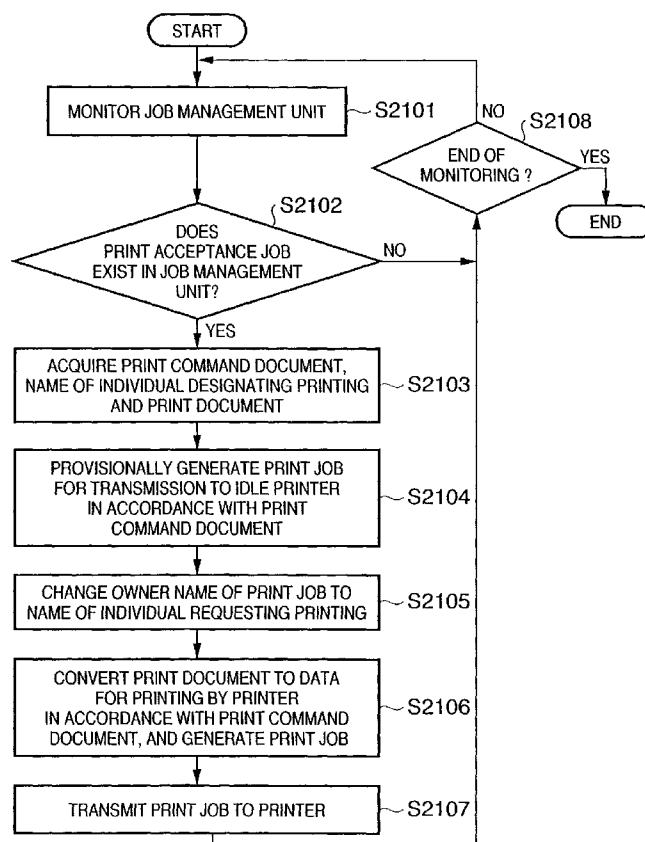 START
MONITOR JOB MANAGEMENT UNIT
S2101
NO
S2108
END OF
MONITORING ?
YES
END
S2102
DOES
PRINT ACCEPTANCE JOB
EXIST IN JOB MANAGEMENT
UNIT?
NO
YES
ACQUIRE PRINT COMMAND DOCUMENT,
NAME OF INDIVIDUAL DESIGNATING PRINTING
AND PRINT DOCUMENT
S2103
PROVISIONALLY GENERATE PRINT JOB
FOR TRANSMISSION TO IDLE PRINTER
IN ACCORDANCE WITH PRINT
COMMAND DOCUMENT
S2104
CHANGE OWNER NAME OF PRINT JOB TO
NAME OF INDIVIDUAL REQUESTING PRINTING
S2105
CONVERT PRINT DOCUMENT TO DATA
FOR PRINTING BY PRINTER
IN ACCORDANCE WITH PRINT COMMAND
DOCUMENT, AND GENERATE PRINT JOB
S2106
TRANSMIT PRINT JOB TO PRINTER
S2107